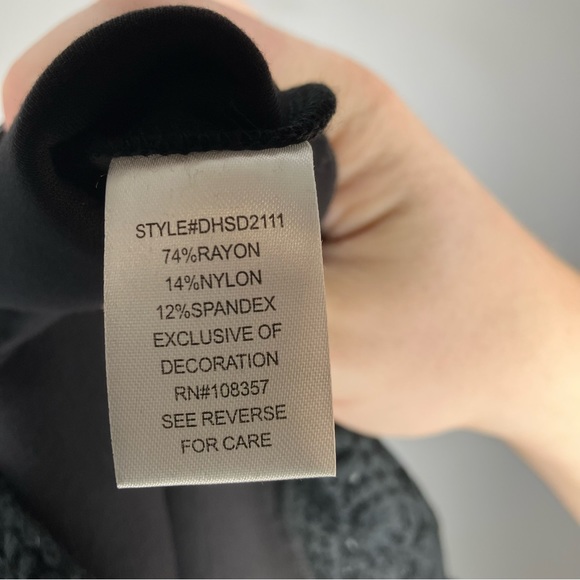 STYLE#DHSD2111
74%RAYON
14%NYLON
12%SPANDEX
EXCLUSIVE OF
DECORATION
RN#108357
SEE REVERSE
FOR CARE